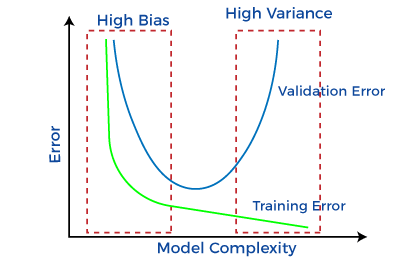 High Bias
High Variance
Validation Error
Error
Training Error
Model Complexity